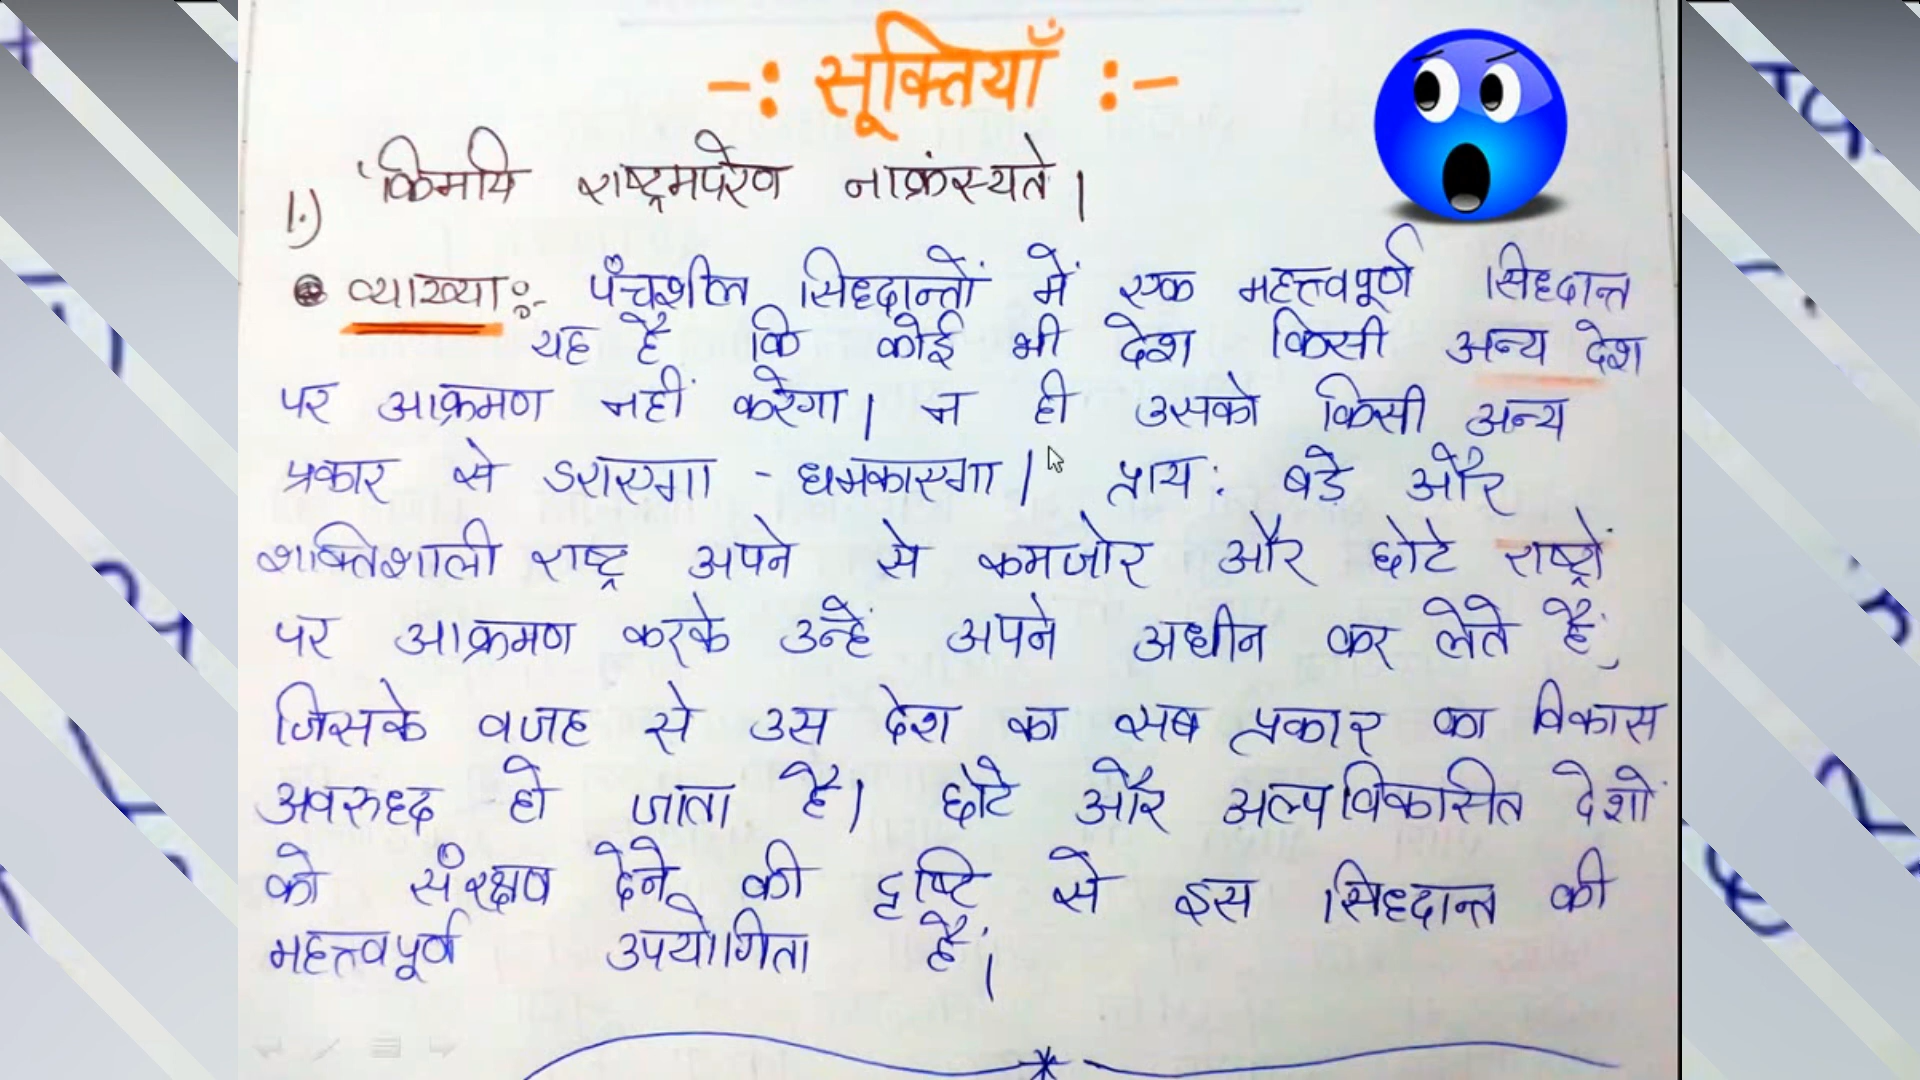 -: सूक्तियाँ :-
1.) 'किमपि राष्ट्रमपरेण नाक्रंस्यते।
• व्याख्याः- पंचशील सिद्दान्तों में एक महत्त्वपूर्ण सिद्दान्त
यह है कि कोई भी देश किसी अन्य देश
पर आक्रमण नहीं करेगा। न ही उसको किसी अन्य
प्रकार से डराएगा - धमकाएगा। प्राय: बड़े और
शक्तिशाली राष्ट्र अपने से कमजोर और छोटे राष्ट्रों
पर आक्रमण करके उन्हें अपने अधीन कर लेते हैं,
जिसके वजह से उस देश का सब प्रकार का विकास
अवरुद्द हो जाता है। छोटे और अल्पविकासित देशों
को संरक्षण देने की दृष्टि से इस सिद्दान्त की
महत्त्वपूर्ण उपयोगिता हैं।